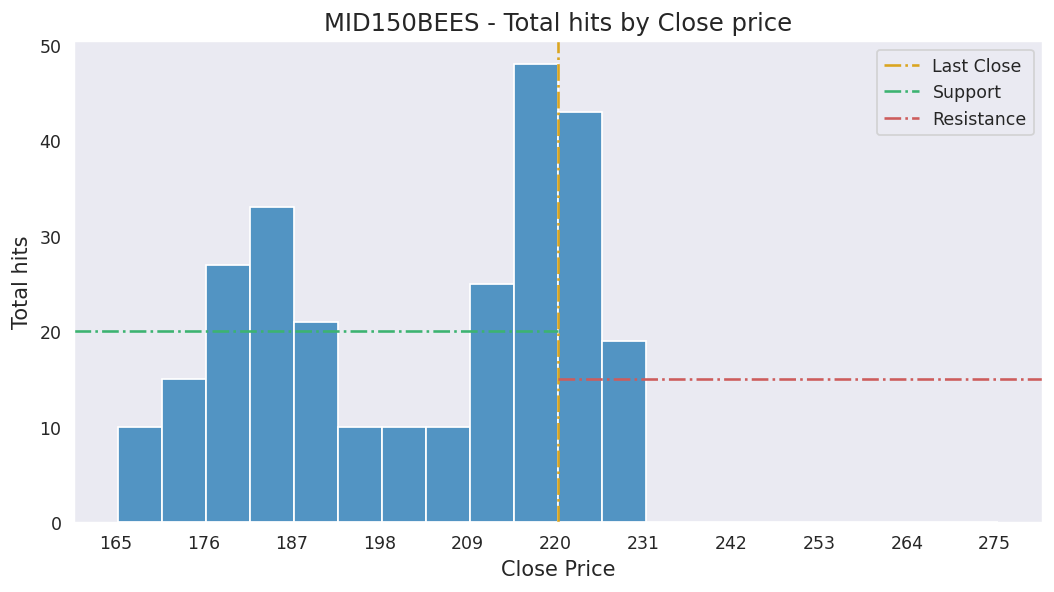 MID150BEES - Total hits by Close price
Last Close
Support
Resistance
Total hits
50
40
30
20
10
0
165 176 187 198 209 220 231 242 253 264 275
Close Price